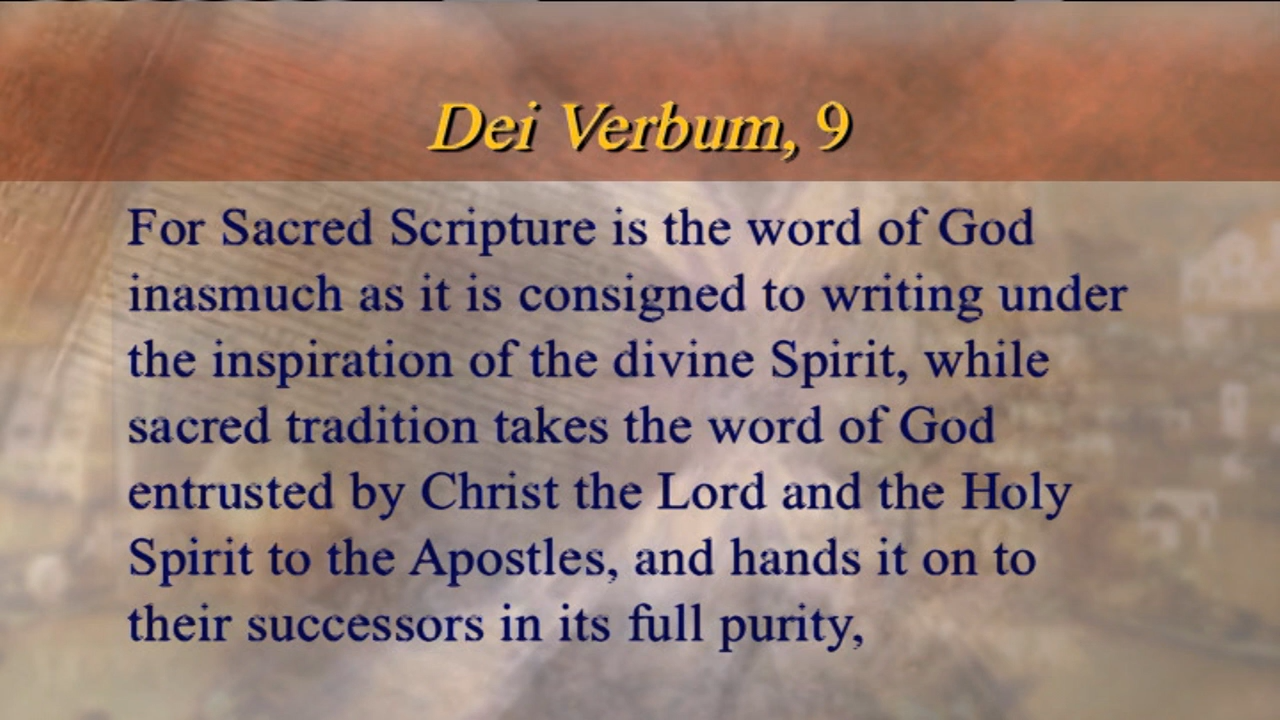 Dei Verbum, 9
For Sacred Scripture is the word of God
inasmuch as it is consigned to writing under
the inspiration of the divine Spirit, while
sacred tradition takes the word of God
entrusted by Christ the Lord and the Holy
Spirit to the Apostles, and hands it on to
their successors in its full purity,